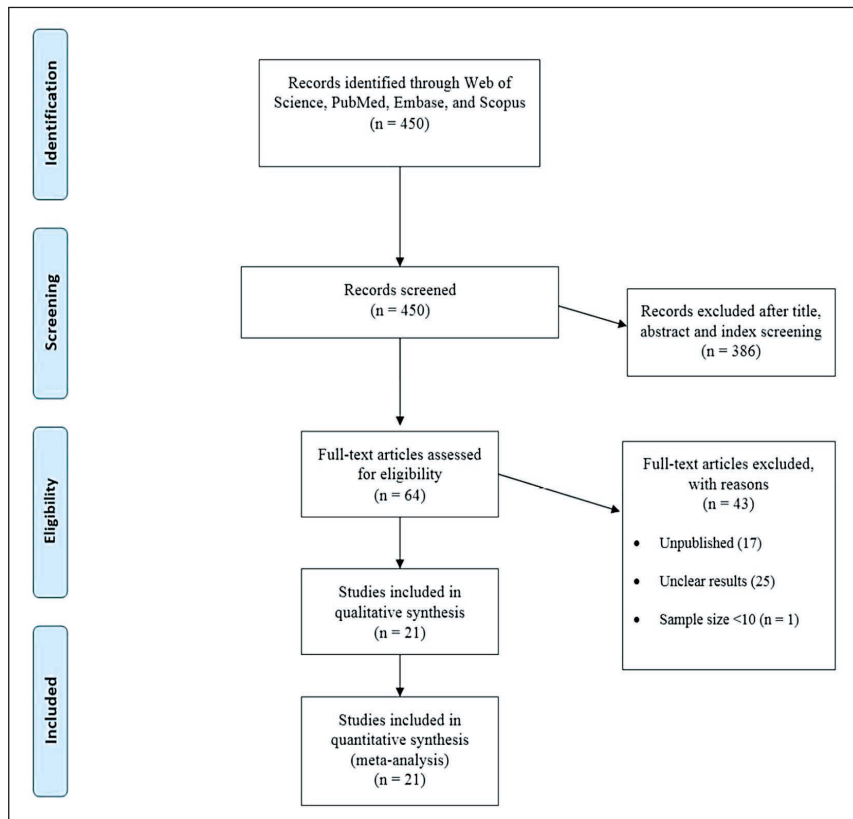 Identification
Records identified through Web of
Science, PubMed, Embase, and Scopus
(n = 450)
Screening
Records screened
(n = 450)
Records excluded after title,
abstract and index screening
(n = 386)
Eligibility
Full-text articles assessed
for eligibility
(n = 64)
Full-text articles excluded,
with reasons
(n = 43)
• Unpublished (17)
• Unclear results (25)
• Sample size <10 (n = 1)
Studies included in
qualitative synthesis
(n = 21)
Included
Studies included in
quantitative synthesis
(meta-analysis)
(n = 21)